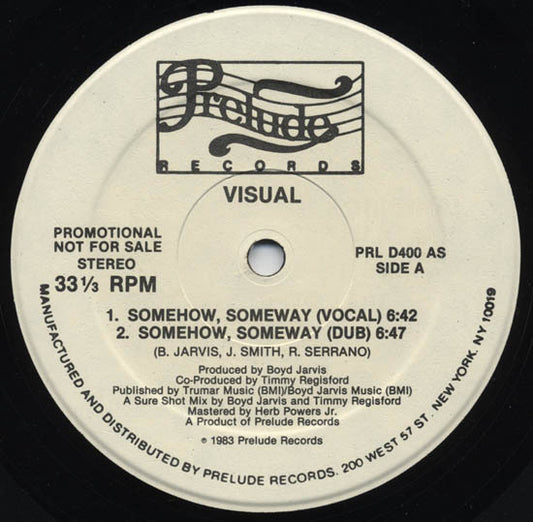 Prelude
RECORDS
VISUAL
PROMOTIONAL
NOT FOR SALE
STEREO
33 1/3 RPM
PRL D400 AS
SIDE A
1. SOMEHOW, SOMEWAY (VOCAL) 6:42
2. SOMEHOW, SOMEWAY (DUB) 6:47
(B. JARVIS, J. SMITH, R. SERRANO)
Produced by Boyd Jarvis
Co-Produced by Timmy Regisford
Published by Trumar Music (BMI)/Boyd Jarvis Music (BMI)
A Sure Shot Mix by Boyd Jarvis and Timmy Regisford
Mastered by Herb Powers Jr.
A Product of Prelude Records
℗ 1983 Prelude Records
MANUFACTURED AND DISTRIBUTED BY PRELUDE RECORDS. 200 WEST 57 ST. NEW YORK. NY 10019